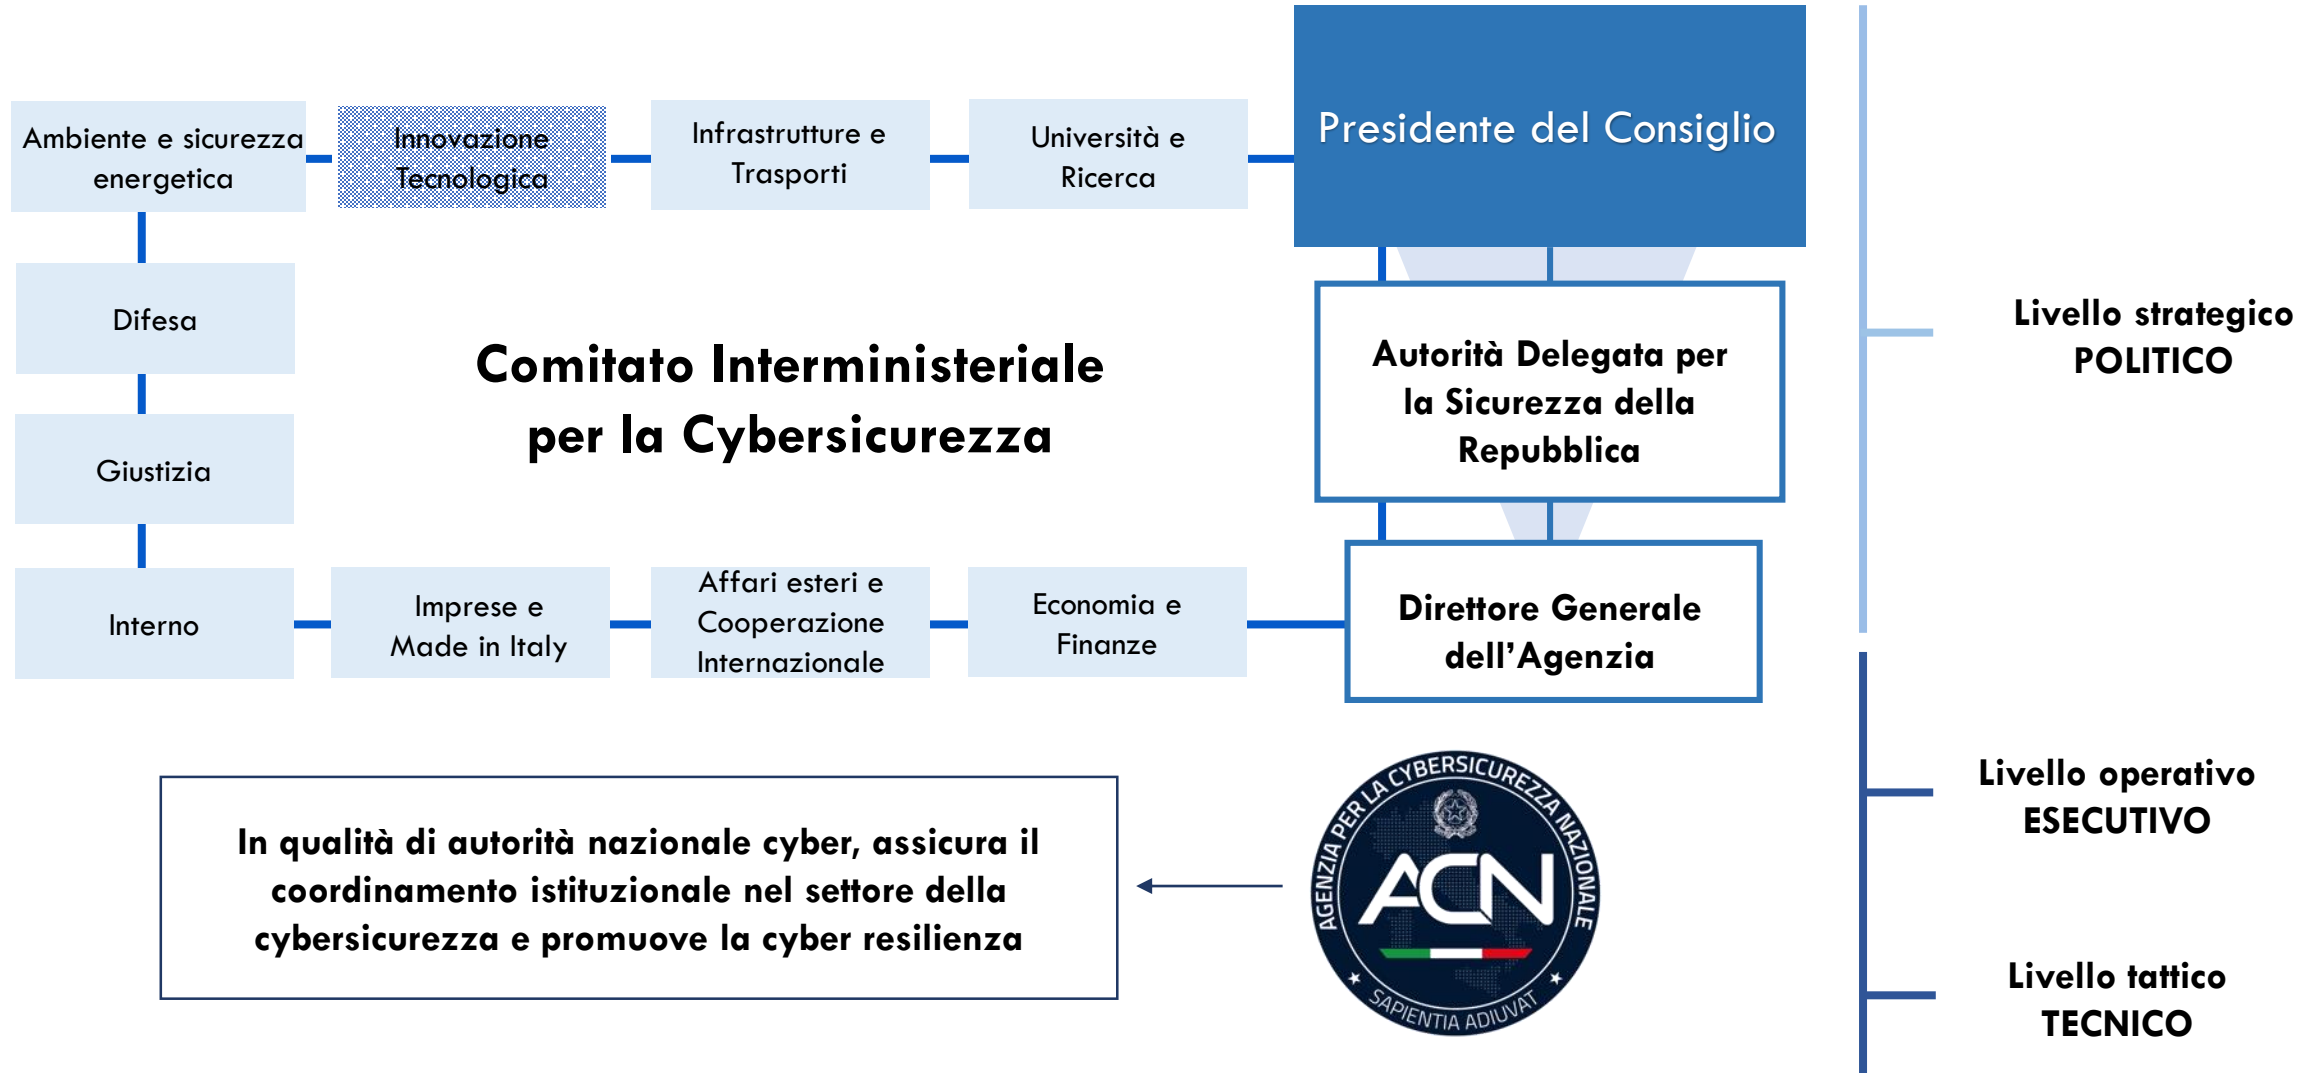 Ambiente e sicurezza
energetica
Innovazione
Tecnologica
Infrastrutture e
Trasporti
Università e
Ricerca
Presidente del Consiglio
Difesa
Giustizia
Interno
Imprese e
Made in Italy
Affari esteri e
Cooperazione
Internazionale
Economia e
Finanze
Comitato Interministeriale
per la Cybersicurezza
Autorità Delegata per
la Sicurezza della
Repubblica
Direttore Generale
dell’Agenzia
Livello strategico
POLITICO
In qualità di autorità nazionale cyber, assicura il
coordinamento istituzionale nel settore della
cybersicurezza e promuove la cyber resilienza
AGENZIA PER LA CYBERSICUREZZA NAZIONALE
ACN
SAPIENTIA ADIUVAT
Livello operativo
ESECUTIVO
Livello tattico
TECNICO